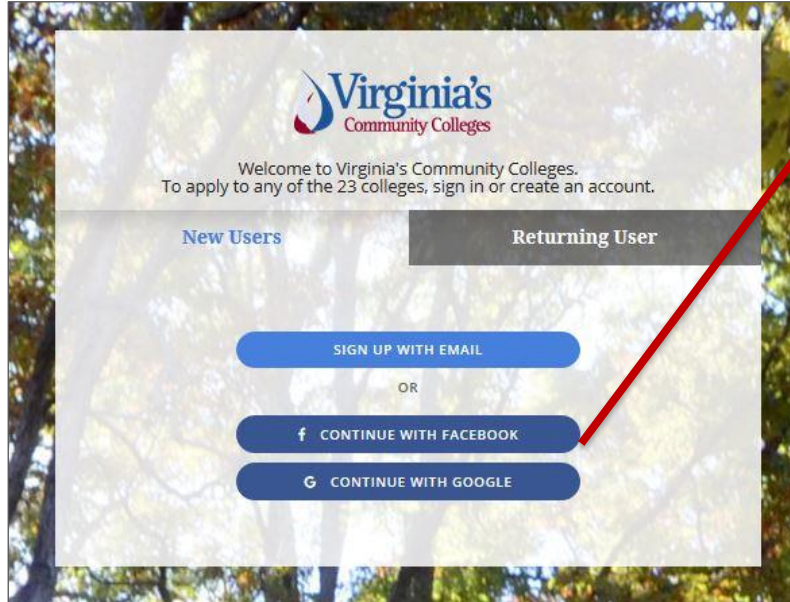 Virginia's
Community Colleges
Welcome to Virginia's Community Colleges.
To apply to any of the 23 colleges, sign in or create an account.
New Users
Returning User
SIGN UP WITH EMAIL
OR
f CONTINUE WITH FACEBOOK
G CONTINUE WITH GOOGLE